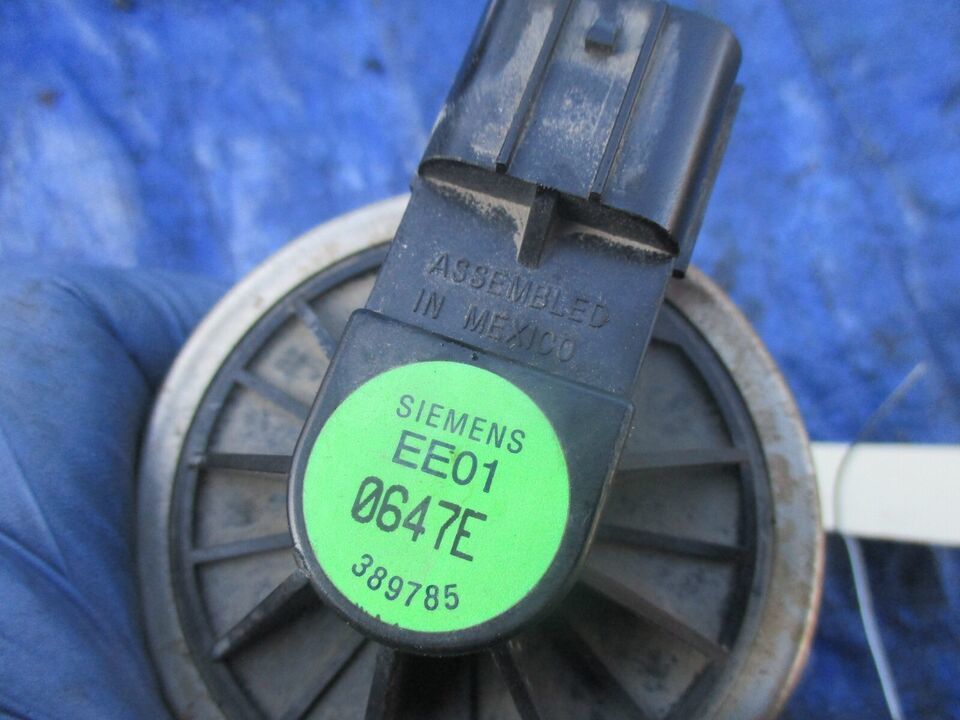 ASSEMBLED
IN MEXICO
SIEMENS
EE01
0647E
389785